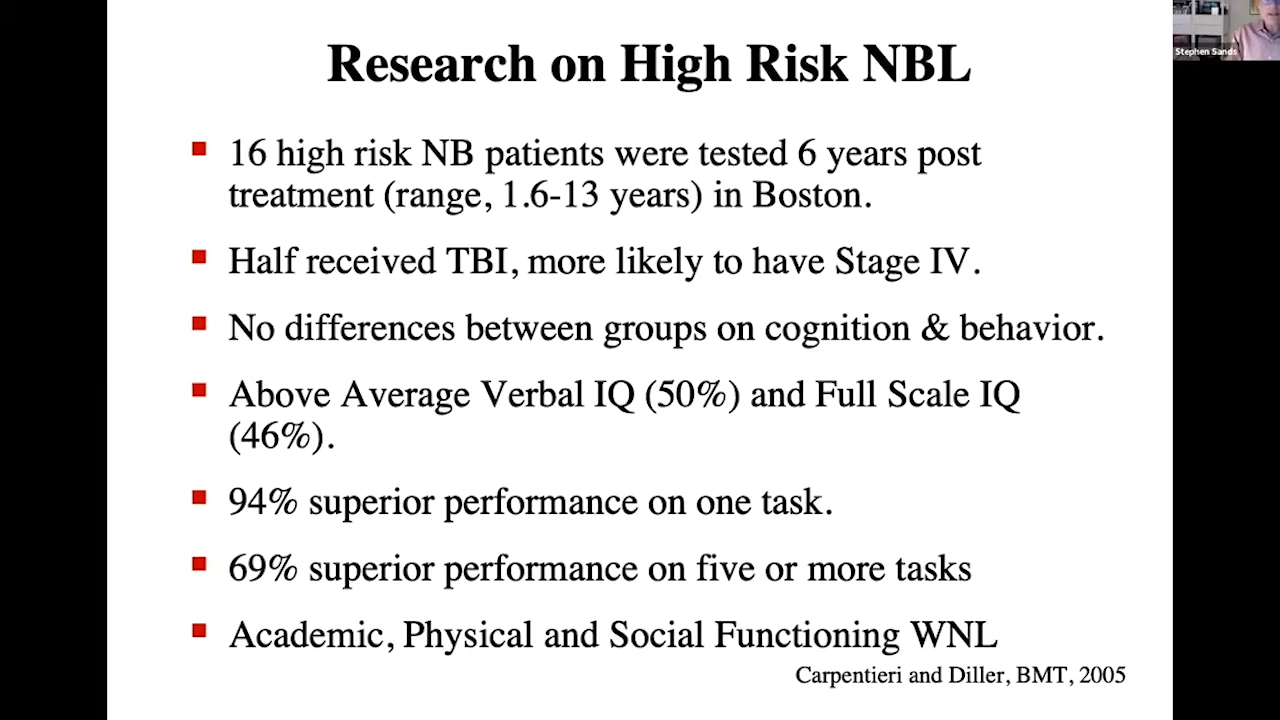 Research on High Risk NBL
Stephen Sands
16 high risk NB patients were tested 6 years post
treatment (range, 1.6-13 years) in Boston.
Half received TBI, more likely to have Stage IV.
No differences between groups on cognition & behavior.
Above Average Verbal IQ (50%) and Full Scale IQ
(46%).
94% superior performance on one task.
69% superior performance on five or more tasks
Academic, Physical and Social Functioning WNL
Carpentieri and Diller, BMT, 2005